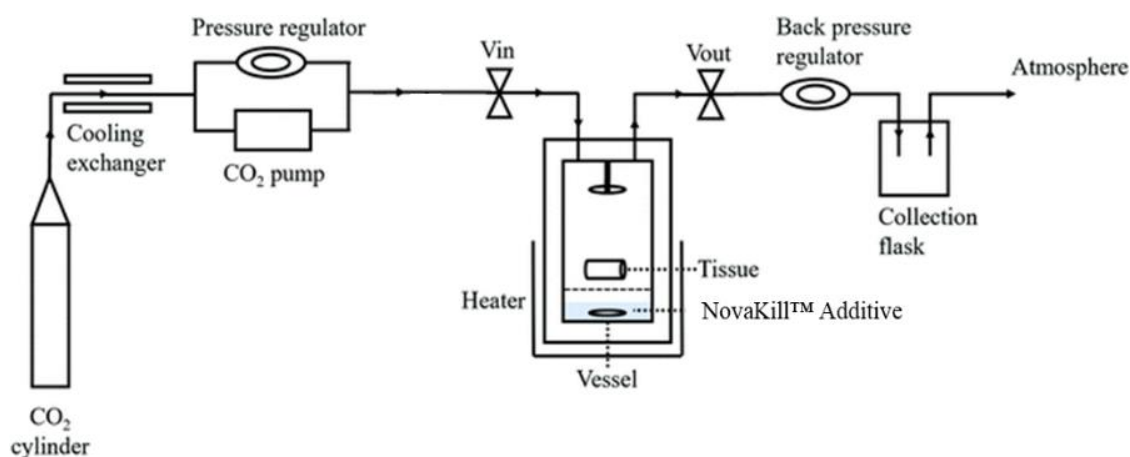 Pressure regulator
Back pressure
regulator
Vin
Vout
Atmosphere
Cooling
exchanger
CO₂ pump
Collection
flask
Tissue
Heater
NovaKill™ Additive
Vessel
CO₂
cylinder